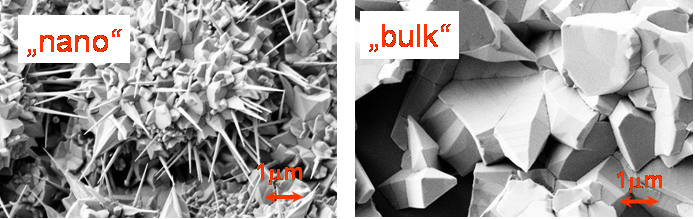 „nano“
„bulk“
1μm
1μm